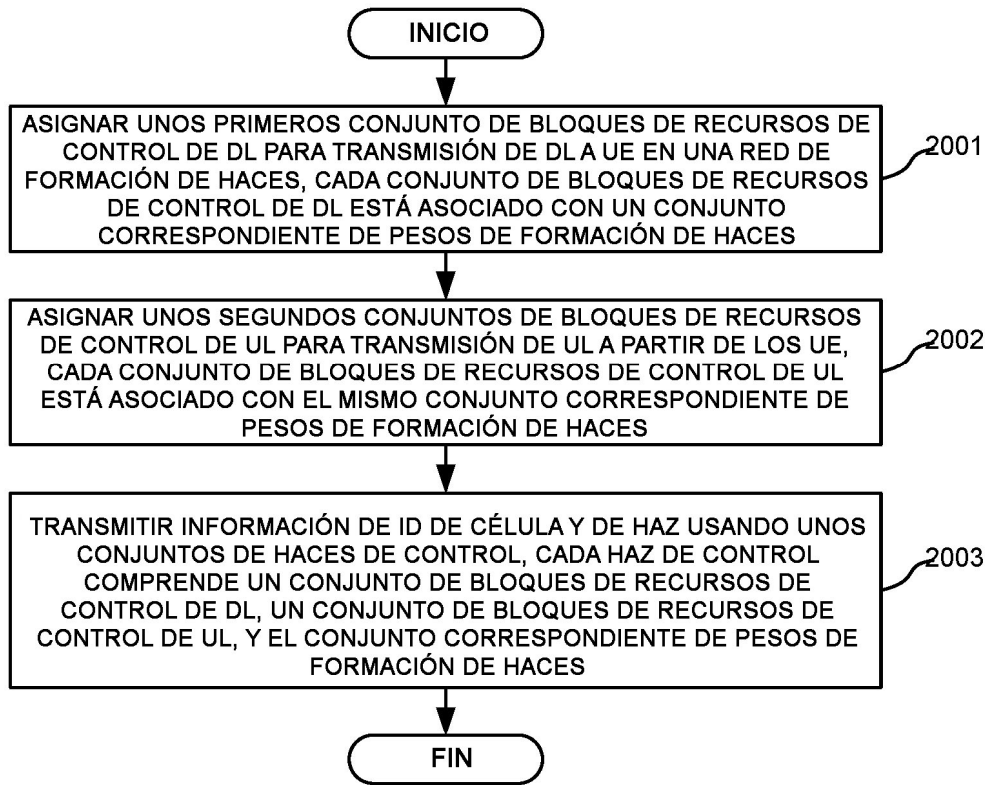 INICIO
ASIGNAR UNOS PRIMEROS CONJUNTO DE BLOQUES DE RECURSOS DE
CONTROL DE DL PARA TRANSMISIÓN DE DL A UE EN UNA RED DE
FORMACIÓN DE HACES, CADA CONJUNTO DE BLOQUES DE RECURSOS
DE CONTROL DE DL ESTÁ ASOCIADO CON UN CONJUNTO
CORRESPONDIENTE DE PESOS DE FORMACIÓN DE HACES
2001
ASIGNAR UNOS SEGUNDOS CONJUNTOS DE BLOQUES DE RECURSOS
DE CONTROL DE UL PARA TRANSMISIÓN DE UL A PARTIR DE LOS UE,
CADA CONJUNTO DE BLOQUES DE RECURSOS DE CONTROL DE UL
ESTÁ ASOCIADO CON EL MISMO CONJUNTO CORRESPONDIENTE DE
PESOS DE FORMACIÓN DE HACES
2002
TRANSMITIR INFORMACIÓN DE ID DE CÉLULA Y DE HAZ USANDO UNOS
CONJUNTOS DE HACES DE CONTROL, CADA HAZ DE CONTROL
COMPRENDE UN CONJUNTO DE BLOQUES DE RECURSOS DE
CONTROL DE DL, UN CONJUNTO DE BLOQUES DE RECURSOS DE
CONTROL DE UL, Y EL CONJUNTO CORRESPONDIENTE DE PESOS DE
FORMACIÓN DE HACES
2003
FIN